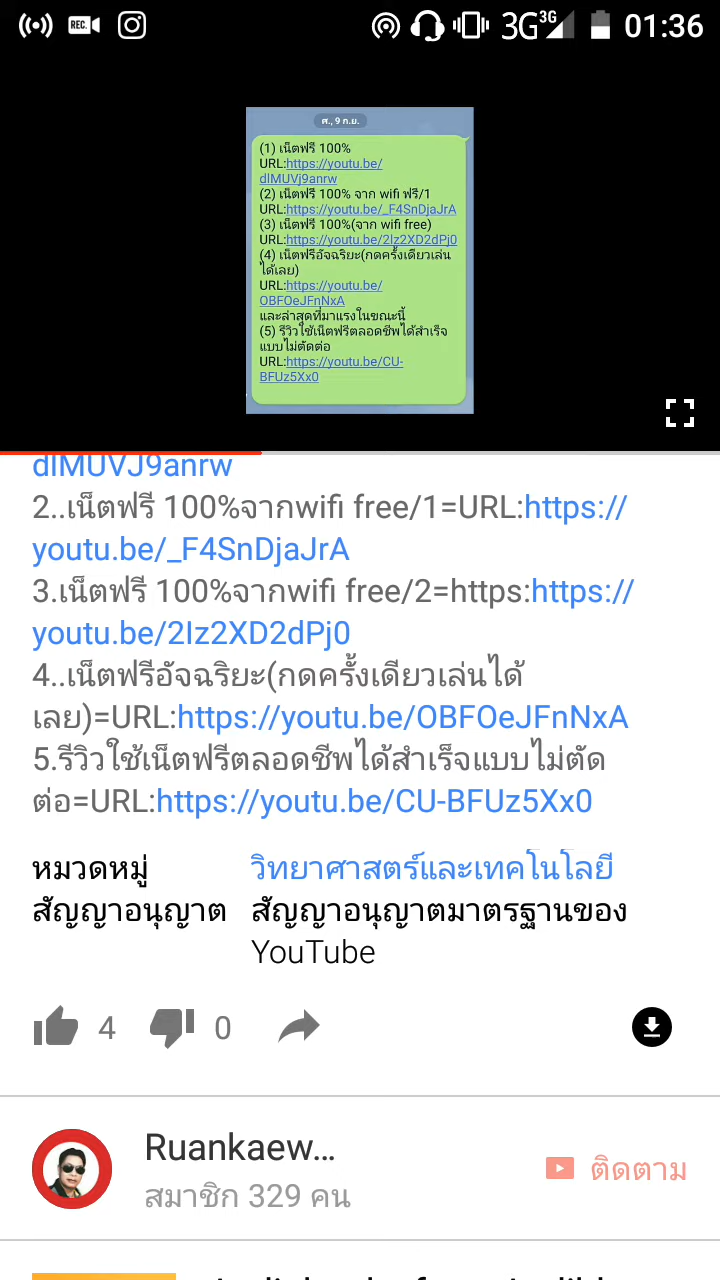 REC.
3G 3G 01:36
ศ., 9 ก.ย.
(1) เน็ตฟรี 100%
URL:https://youtu.be/
dlMUVj9anrw
(2) เน็ตฟรี 100% จาก wifi ฟรี/1
URL:https://youtu.be/_F4SnDjaJrA
(3) เน็ตฟรี 100%(จาก wifi free)
URL:https://youtu.be/2Iz2XD2dPj0
(4) เน็ตฟรีอัจฉริยะ(กดครั้งเดียวเล่น
ได้เลย)
URL:https://youtu.be/
OBFOeJFnNxA
และล่าสุดที่มาแรงในขณะนี้
(5) รีวิวใช้เน็ตฟรีตลอดชีพได้สำเร็จ
แบบไม่ตัดต่อ
URL:https://youtu.be/CU-
BFUz5Xx0
dlMUVJ9anrw
2..เน็ตฟรี 100%จากwifi free/1=URL:https://
youtu.be/_F4SnDjaJrA
3.เน็ตฟรี 100%จากwifi free/2=https:https://
youtu.be/2Iz2XD2dPj0
4..เน็ตฟรีอัจฉริยะ(กดครั้งเดียวเล่นได้
เลย)=URL:https://youtu.be/OBFOeJFnNxA
5.รีวิวใช้เน็ตฟรีตลอดชีพได้สำเร็จแบบไม่ตัด
ต่อ=URL:https://youtu.be/CU-BFUz5Xx0
หมวดหมู่ วิทยาศาสตร์และเทคโนโลยี
สัญญาอนุญาต สัญญาอนุญาตมาตรฐานของ
YouTube
4 0
Ruankaew...
สมาชิก 329 คน
ติดตาม